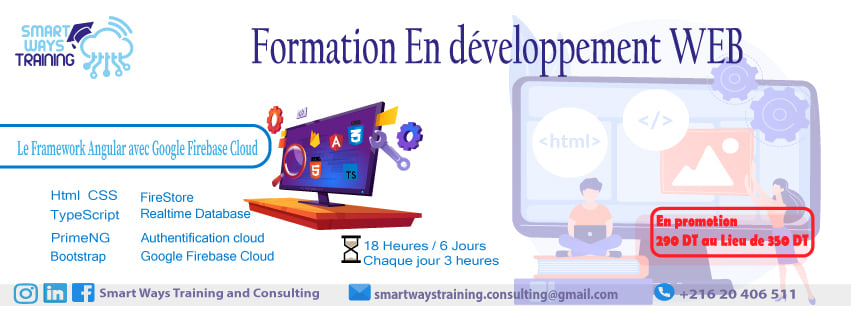 SMART
WAYS
TRAINING
Formation En développement WEB
Le Framework Angular avec Google Firebase Cloud
Html CSS
TypeScript
PrimeNG
Bootstrap
FireStore
Realtime Database
Authentification cloud
Google Firebase Cloud
18 Heures / 6 Jours
Chaque jour 3 heures
<html>
</>
En promotion
290 DT au Lieu de 350 DT
Smart Ways Training and Consulting
smartwaystraining.consulting@gmail.com
+216 20 406 511